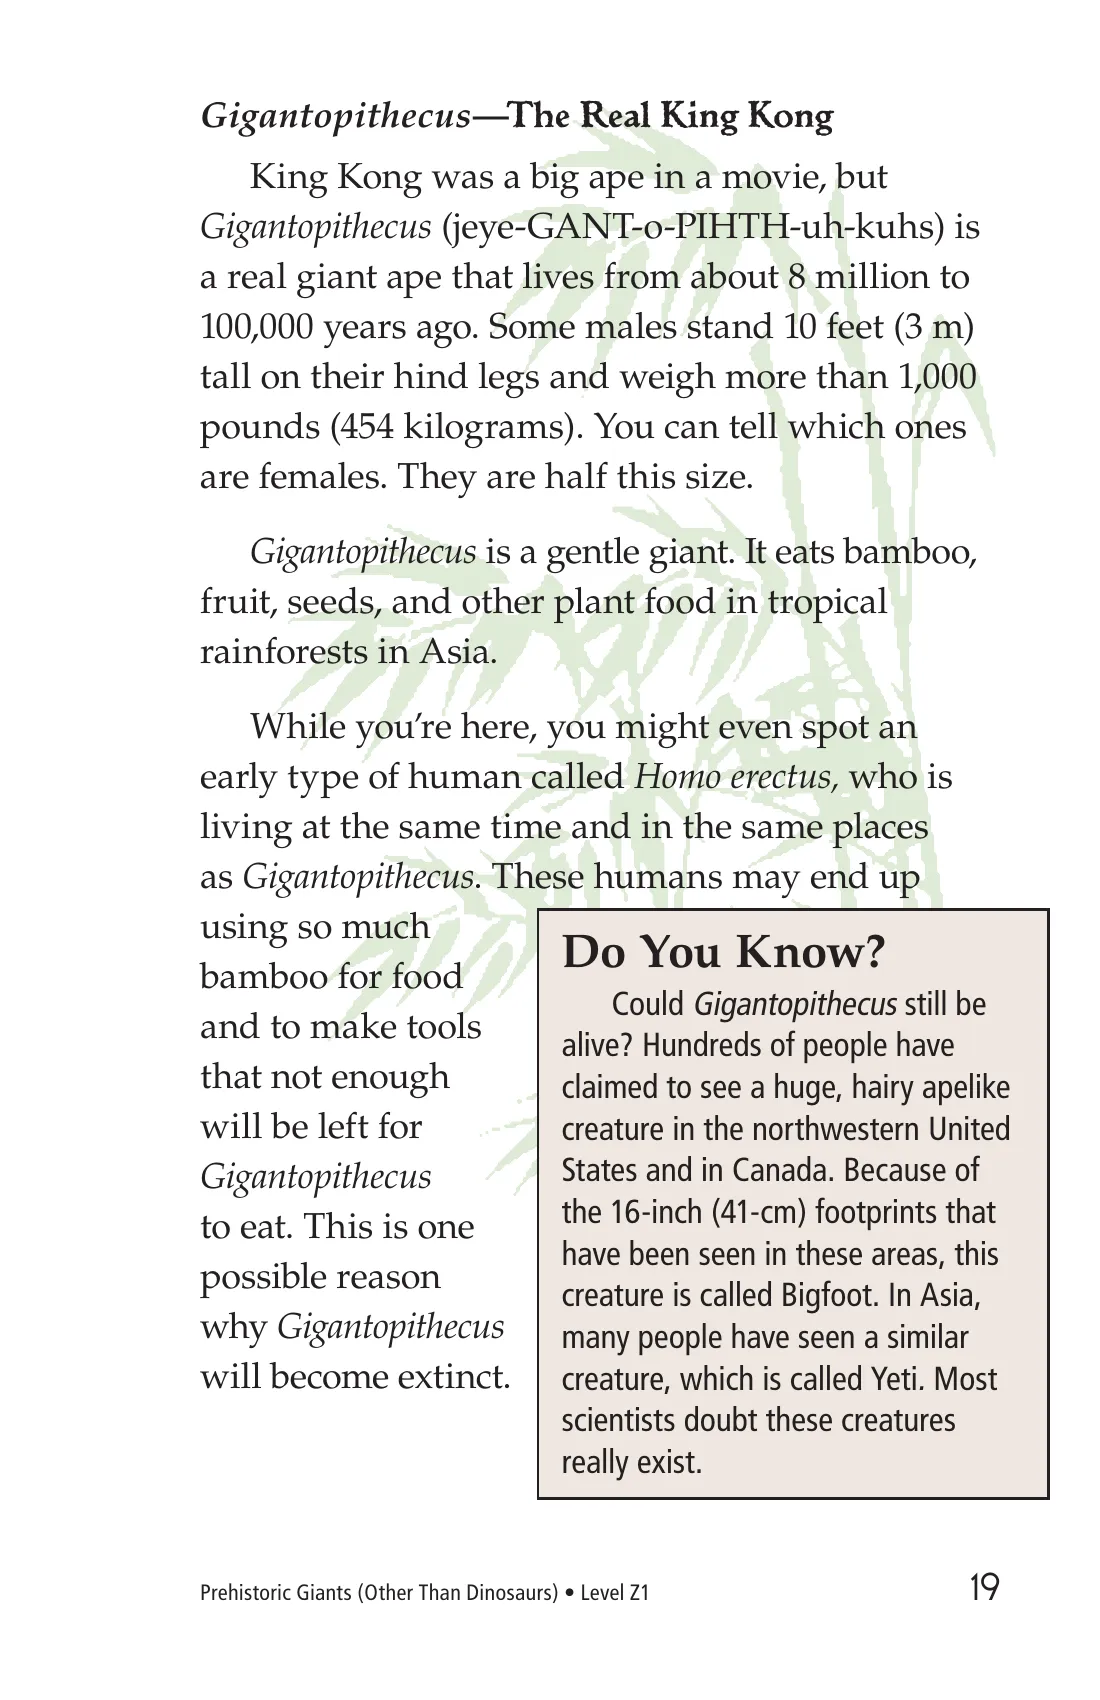 Gigantopithecus—The Real King Kong
King Kong was a big ape in a movie, but
Gigantopithecus (jeye-GANT-o-PIHTH-uh-kuhs) is
a real giant ape that lives from about 8 million to
100,000 years ago. Some males stand 10 feet (3 m)
tall on their hind legs and weigh more than 1,000
pounds (454 kilograms). You can tell which ones
are females. They are half this size.
Gigantopithecus is a gentle giant. It eats bamboo,
fruit, seeds, and other plant food in tropical
rainforests in Asia.
While you're here, you might even spot an
early type of human called Homo erectus, who is
living at the same time and in the same places
as Gigantopithecus. These humans may end up
using so much
bamboo for food
and to make tools
that not enough
will be left for
Gigantopithecus
to eat. This is one
possible reason
why Gigantopithecus
will become extinct.
Do You Know?
Could Gigantopithecus still be
alive? Hundreds of people have
claimed to see a huge, hairy apelike
creature in the northwestern United
States and in Canada. Because of
the 16-inch (41-cm) footprints that
have been seen in these areas, this
creature is called Bigfoot. In Asia,
many people have seen a similar
creature, which is called Yeti. Most
scientists doubt these creatures
really exist.
Prehistoric Giants (Other Than Dinosaurs) • Level Z1
19